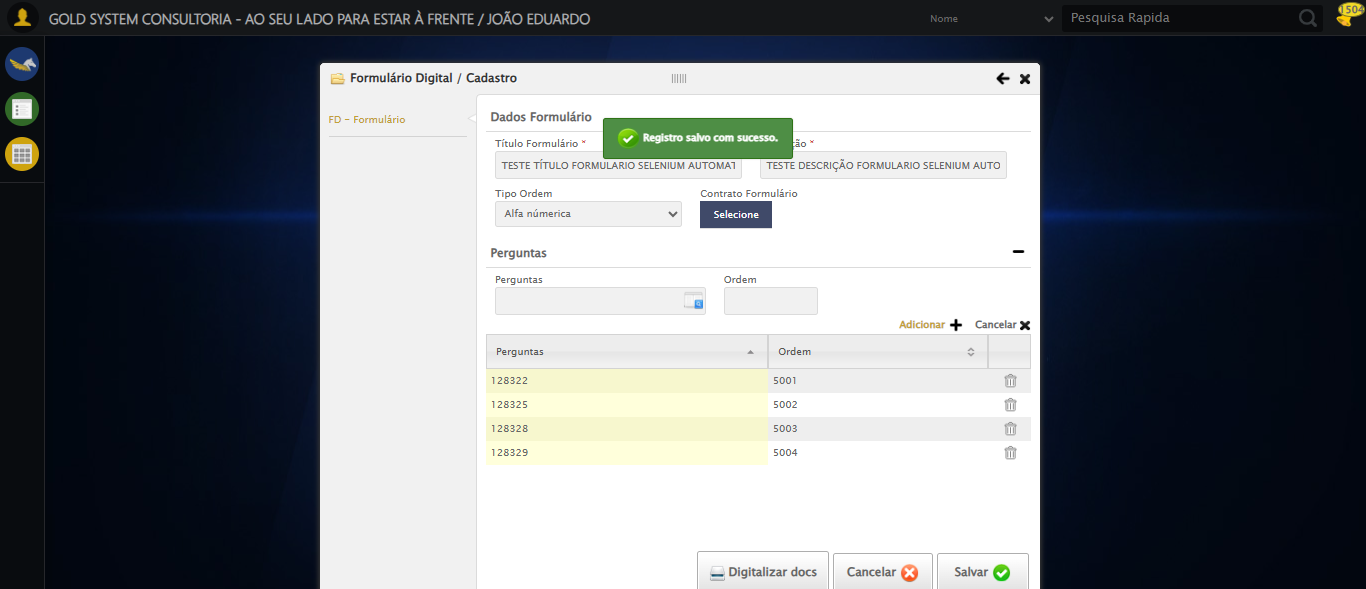 GOLD SYSTEM CONSULTORIA - AO SEU LADO PARA ESTAR À FRENTE / JOÃO EDUARDO
Nome
Pesquisa Rapida
1504
Formulário Digital / Cadastro
FD - Formulário
Dados Formulário
Registro salvo com sucesso.
Título Formulário *
ção *
TESTE TÍTULO FORMULARIO SELENIUM AUTOMAT
TESTE DESCRIÇÃO FORMULARIO SELENIUM AUTO
Tipo Ordem
Contrato Formulário
Alfa númerica
Selecione
Perguntas
Perguntas
Ordem
Adicionar
Cancelar
Perguntas
Ordem
128322
5001
128325
5002
128328
5003
128329
5004
Digitalizar docs
Cancelar
Salvar